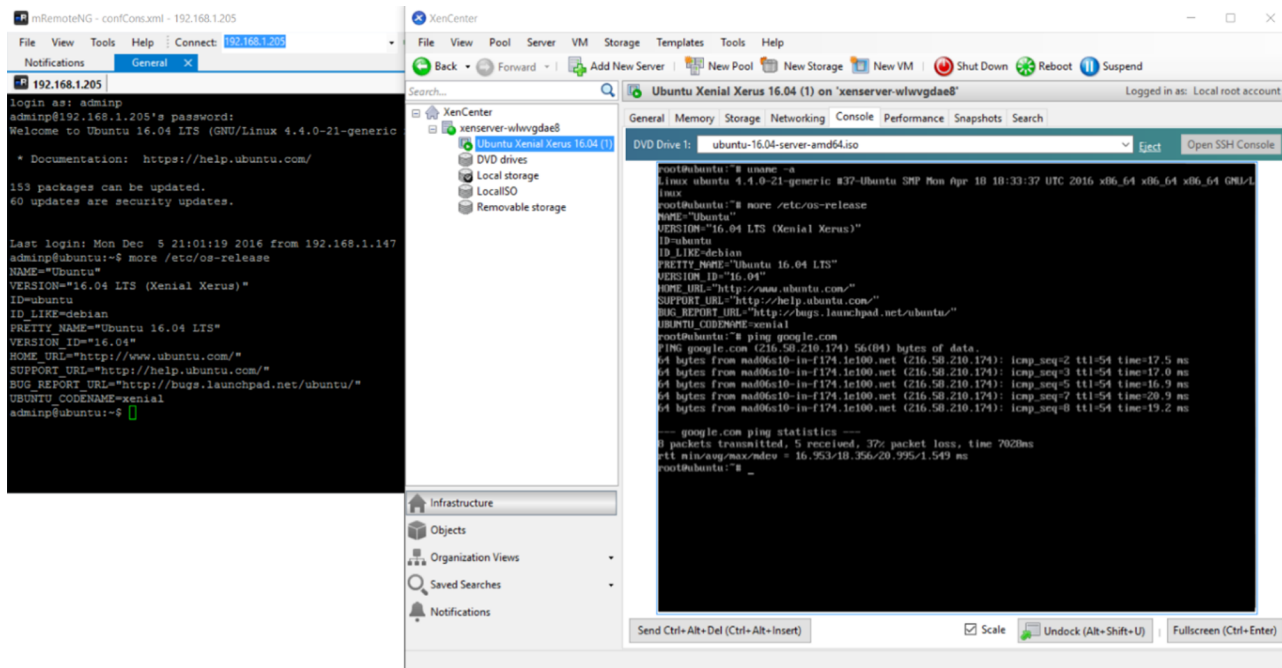 mRemoteNG - confCons.xml - 192.168.1.205
File View Tools Help Connect: 192.168.1.205
Notifications General X
192.168.1.205
login as: adminp
adminp@192.168.1.205's password:
Welcome to Ubuntu 16.04 LTS (GNU/Linux 4.4.0-21-generic
* Documentation: https://help.ubuntu.com/
153 packages can be updated.
60 updates are security updates.
Last login: Mon Dec 5 21:01:19 2016 from 192.168.1.147
adminp@ubuntu:~$ more /etc/os-release
NAME="Ubuntu"
VERSION="16.04 LTS (Xenial Xerus)"
ID=ubuntu
ID_LIKE=debian
PRETTY_NAME="Ubuntu 16.04 LTS"
VERSION_ID="16.04"
HOME_URL="http://www.ubuntu.com/"
SUPPORT_URL="http://help.ubuntu.com/"
BUG_REPORT_URL="http://bugs.launchpad.net/ubuntu/"
UBUNTU_CODENAME=xenial
adminp@ubuntu:~$
XenCenter
File View Pool Server VM Storage Templates Tools Help
Back Forward Add New Server New Pool New Storage New VM Shut Down Reboot Suspend
Search...
XenCenter
xenserver-wlwvgdae8
Ubuntu Xenial Xerus 16.04 (1)
DVD drives
Local storage
LocalISO
Removable storage
Infrastructure
Objects
Organization Views
Saved Searches
Notifications
Ubuntu Xenial Xerus 16.04 (1) on 'xenserver-wlwvgdae8' Logged in as: Local root account
General Memory Storage Networking Console Performance Snapshots Search
DVD Drive 1: ubuntu-16.04-server-amd64.iso Eject Open SSH Console
root@ubuntu:~# uname -a
Linux ubuntu 4.4.0-21-generic #37-Ubuntu SMP Mon Apr 18 18:33:37 UTC 2016 x86_64 x86_64 x86_64 GNU/L
inux
root@ubuntu:~# more /etc/os-release
NAME="Ubuntu"
VERSION="16.04 LTS (Xenial Xerus)"
ID=ubuntu
ID_LIKE=debian
PRETTY_NAME="Ubuntu 16.04 LTS"
VERSION_ID="16.04"
HOME_URL="http://www.ubuntu.com/"
SUPPORT_URL="http://help.ubuntu.com/"
BUG_REPORT_URL="http://bugs.launchpad.net/ubuntu/"
UBUNTU_CODENAME=xenial
root@ubuntu:~# ping google.com
PING google.com (216.58.210.174) 56(84) bytes of data.
64 bytes from mad06s10-in-f174.1e100.net (216.58.210.174): icmp_seq=2 ttl=54 time=17.5 ms
64 bytes from mad06s10-in-f174.1e100.net (216.58.210.174): icmp_seq=3 ttl=54 time=17.0 ms
64 bytes from mad06s10-in-f174.1e100.net (216.58.210.174): icmp_seq=5 ttl=54 time=16.9 ms
64 bytes from mad06s10-in-f174.1e100.net (216.58.210.174): icmp_seq=7 ttl=54 time=20.9 ms
64 bytes from mad06s10-in-f174.1e100.net (216.58.210.174): icmp_seq=8 ttl=54 time=19.2 ms
--- google.com ping statistics ---
8 packets transmitted, 5 received, 37% packet loss, time 7028ms
rtt min/avg/max/mdev = 16.953/18.356/20.995/1.549 ms
root@ubuntu:~# _
Send Ctrl+Alt+Del (Ctrl+Alt+Insert) Scale Undock (Alt+Shift+U) Fullscreen (Ctrl+Enter)